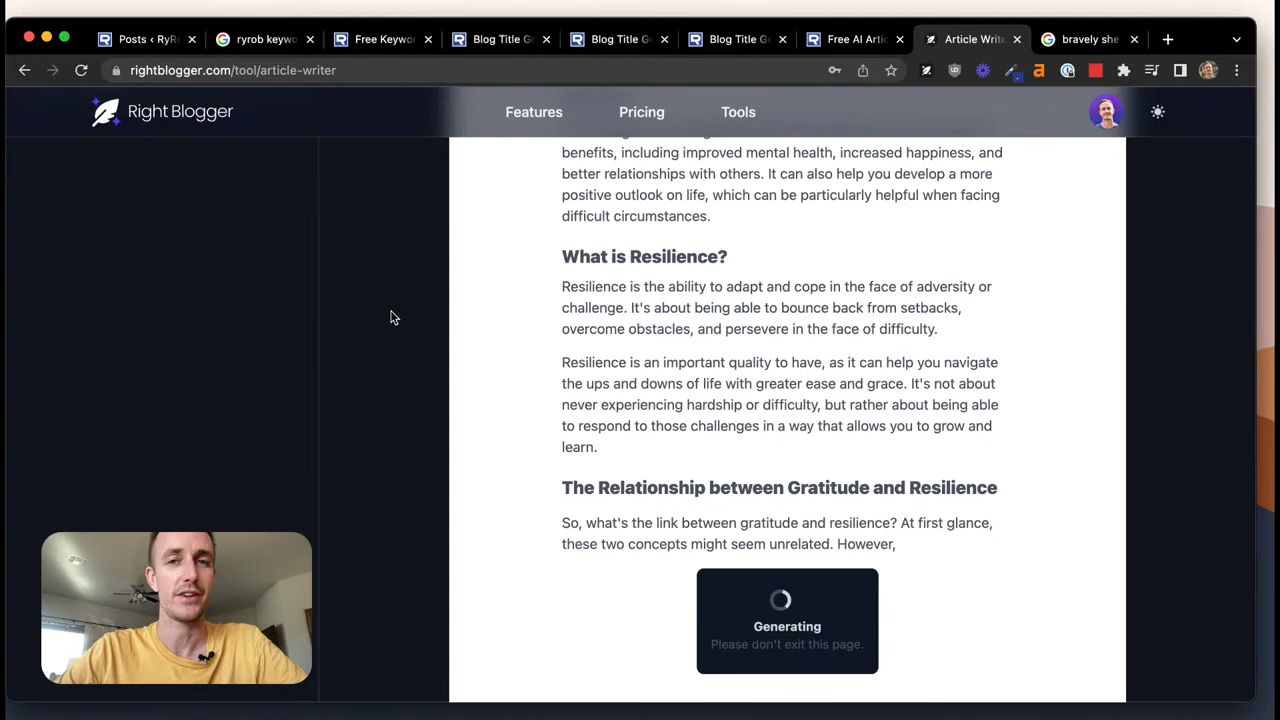 Posts ‹ RyR
ryrob keywo
Free Keywor
Blog Title Ge
Blog Title G
Blog Title G
Free AI Artic
Article Write
bravely she
rightblogger.com/tool/article-writer
Right Blogger
Features
Pricing
Tools
benefits, including improved mental health, increased happiness, and
better relationships with others. It can also help you develop a more
positive outlook on life, which can be particularly helpful when facing
difficult circumstances.
What is Resilience?
Resilience is the ability to adapt and cope in the face of adversity or
challenge. It's about being able to bounce back from setbacks,
overcome obstacles, and persevere in the face of difficulty.
Resilience is an important quality to have, as it can help you navigate
the ups and downs of life with greater ease and grace. It's not about
never experiencing hardship or difficulty, but rather about being able
to respond to those challenges in a way that allows you to grow and
learn.
The Relationship between Gratitude and Resilience
So, what's the link between gratitude and resilience? At first glance,
these two concepts might seem unrelated. However,
Generating
Please don't exit this page.